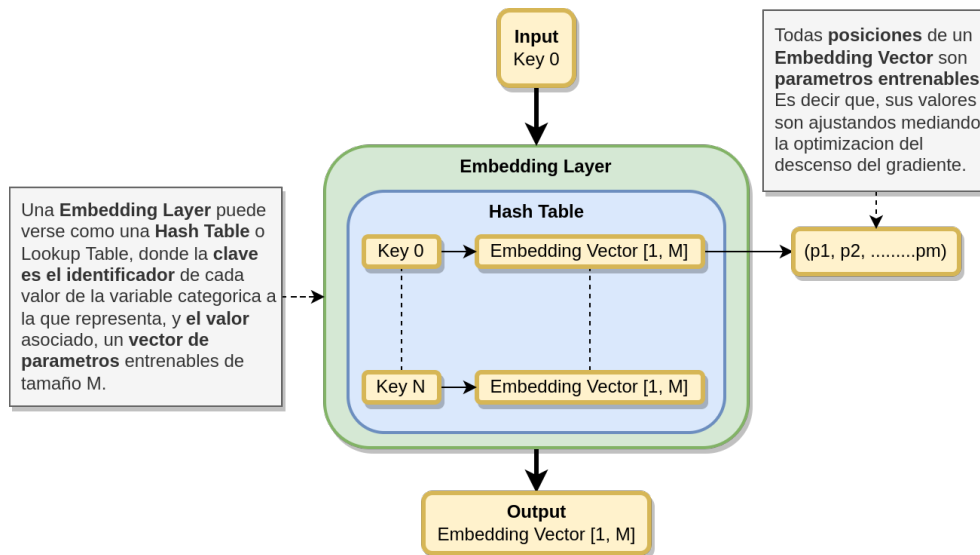 Input
Key 0
Todas posiciones de un
Embedding Vector son
parametros entrenables
Es decir que, sus valores
son ajustandos mediando
la optimizacion del
descenso del gradiente.
Embedding Layer
Una Embedding Layer puede
verse como una Hash Table o
Lookup Table, donde la clave
es el identificador de cada
valor de la variable categorica a
la que representa, y el valor
asociado, un vector de
parametros entrenables de
tamaño M.
Hash Table
Key 0
Embedding Vector [1, M]
(p1, p2, .........pm)
Key N
Embedding Vector [1, M]
Output
Embedding Vector [1, M]